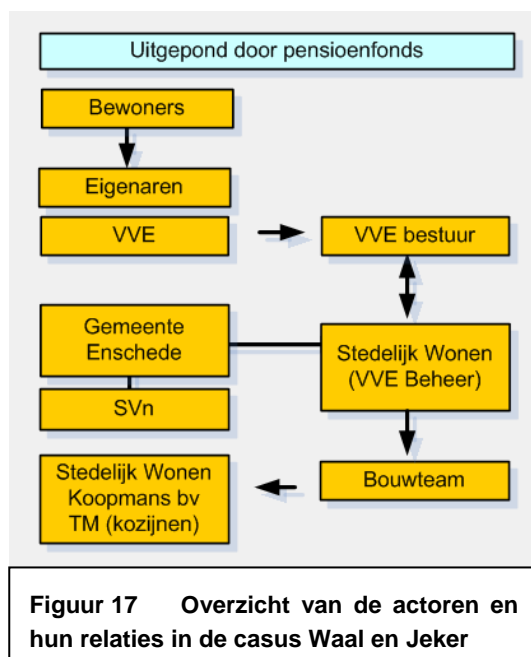 Uitgepond door pensioenfonds
Bewoners
Eigenaren
VVE
VVE bestuur
Gemeente
Enschede
Stedelijk Wonen
(VVE Beheer)
SVn
Stedelijk Wonen
Koopmans bv
TM (kozijnen)
Bouwteam
Figuur 17 Overzicht van de actoren en
hun relaties in de casus Waal en Jeker